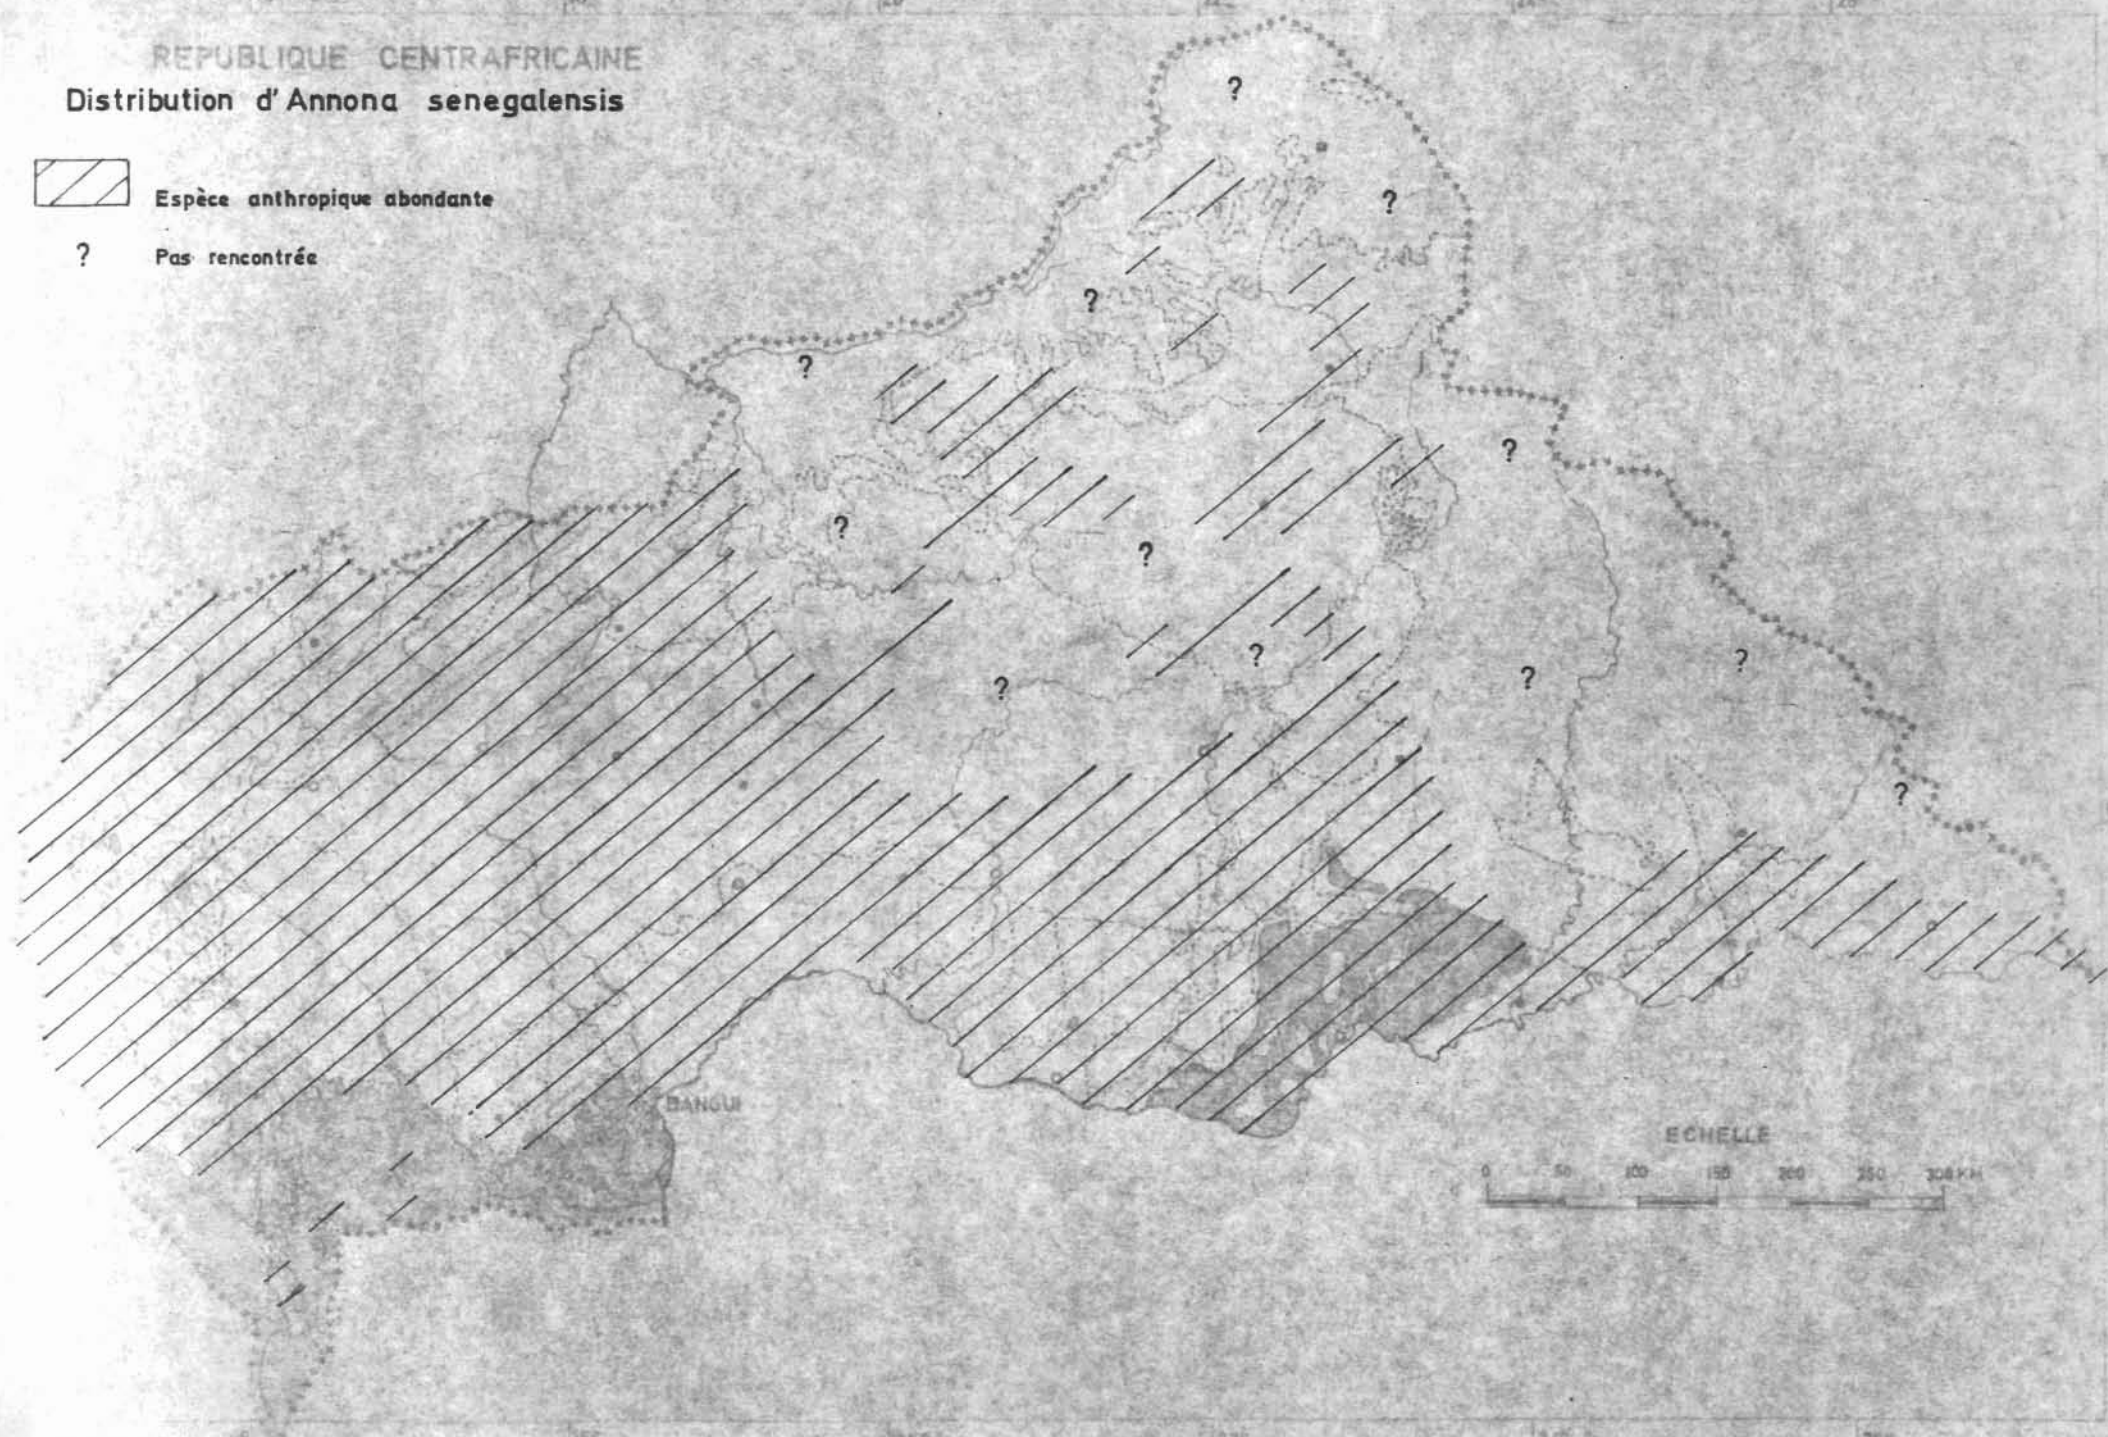 REPUBLIQUE CENTRAFRICAINE
Distribution d'Annona senegalensis
Espèce anthropique abondante
? Pas rencontrée
?
?
?
?
?
?
?
?
?
?
?
?
BANGUI
ECHELLE
0 50 100 150 200 250 300 KM